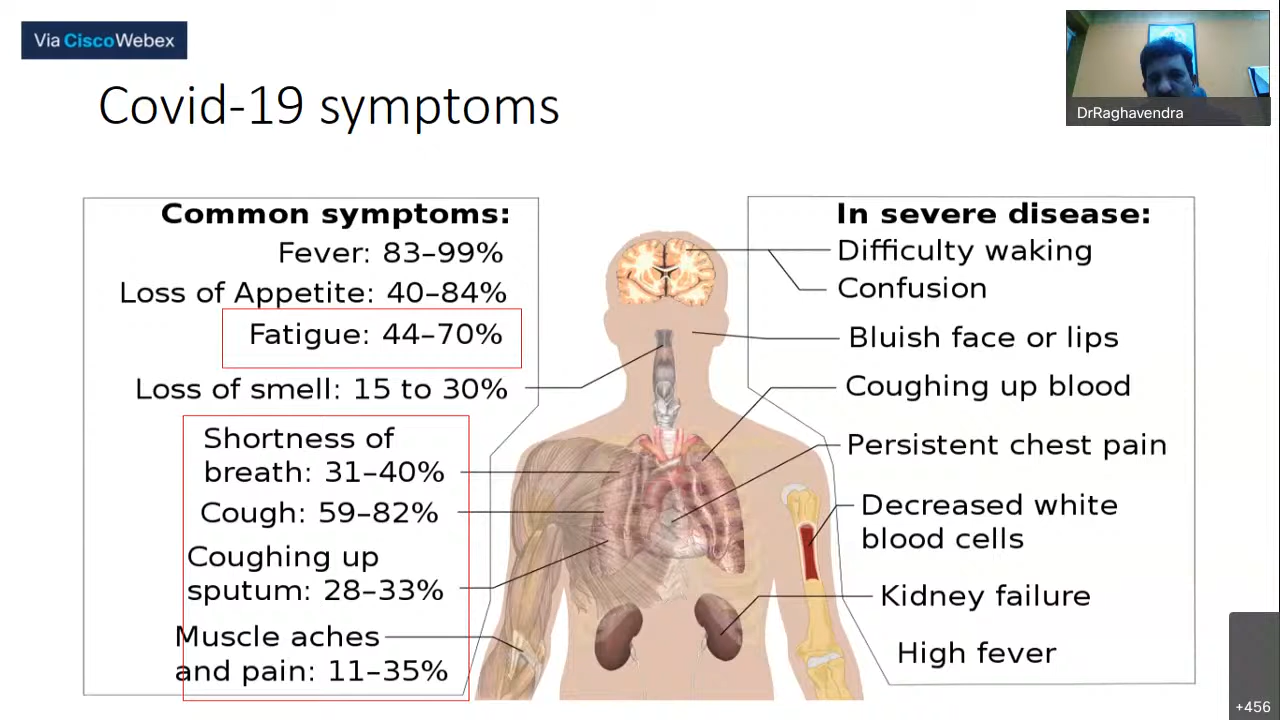 Via CiscoWebex
DrRaghavendra
Covid-19 symptoms
Common symptoms:
Fever: 83–99%
Loss of Appetite: 40–84%
Fatigue: 44–70%
Loss of smell: 15 to 30%
Shortness of
breath: 31–40%
Cough: 59–82%
Coughing up
sputum: 28–33%
Muscle aches
and pain: 11–35%
In severe disease:
Difficulty waking
Confusion
Bluish face or lips
Coughing up blood
Persistent chest pain
Decreased white
blood cells
Kidney failure
High fever
+456